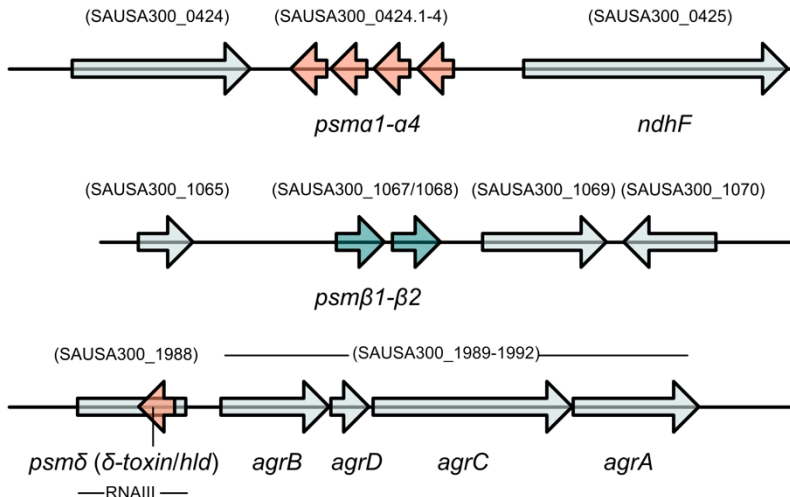 (SAUSA300_0424) (SAUSA300_0424.1-4) (SAUSA300_0425)
psmα1-α4 ndhF
(SAUSA300_1065) (SAUSA300_1067/1068) (SAUSA300_1069) (SAUSA300_1070)
psmβ1-β2
(SAUSA300_1988) (SAUSA300_1989-1992)
psmδ (δ-toxin/hld) agrB agrD agrC agrA
RNAIII